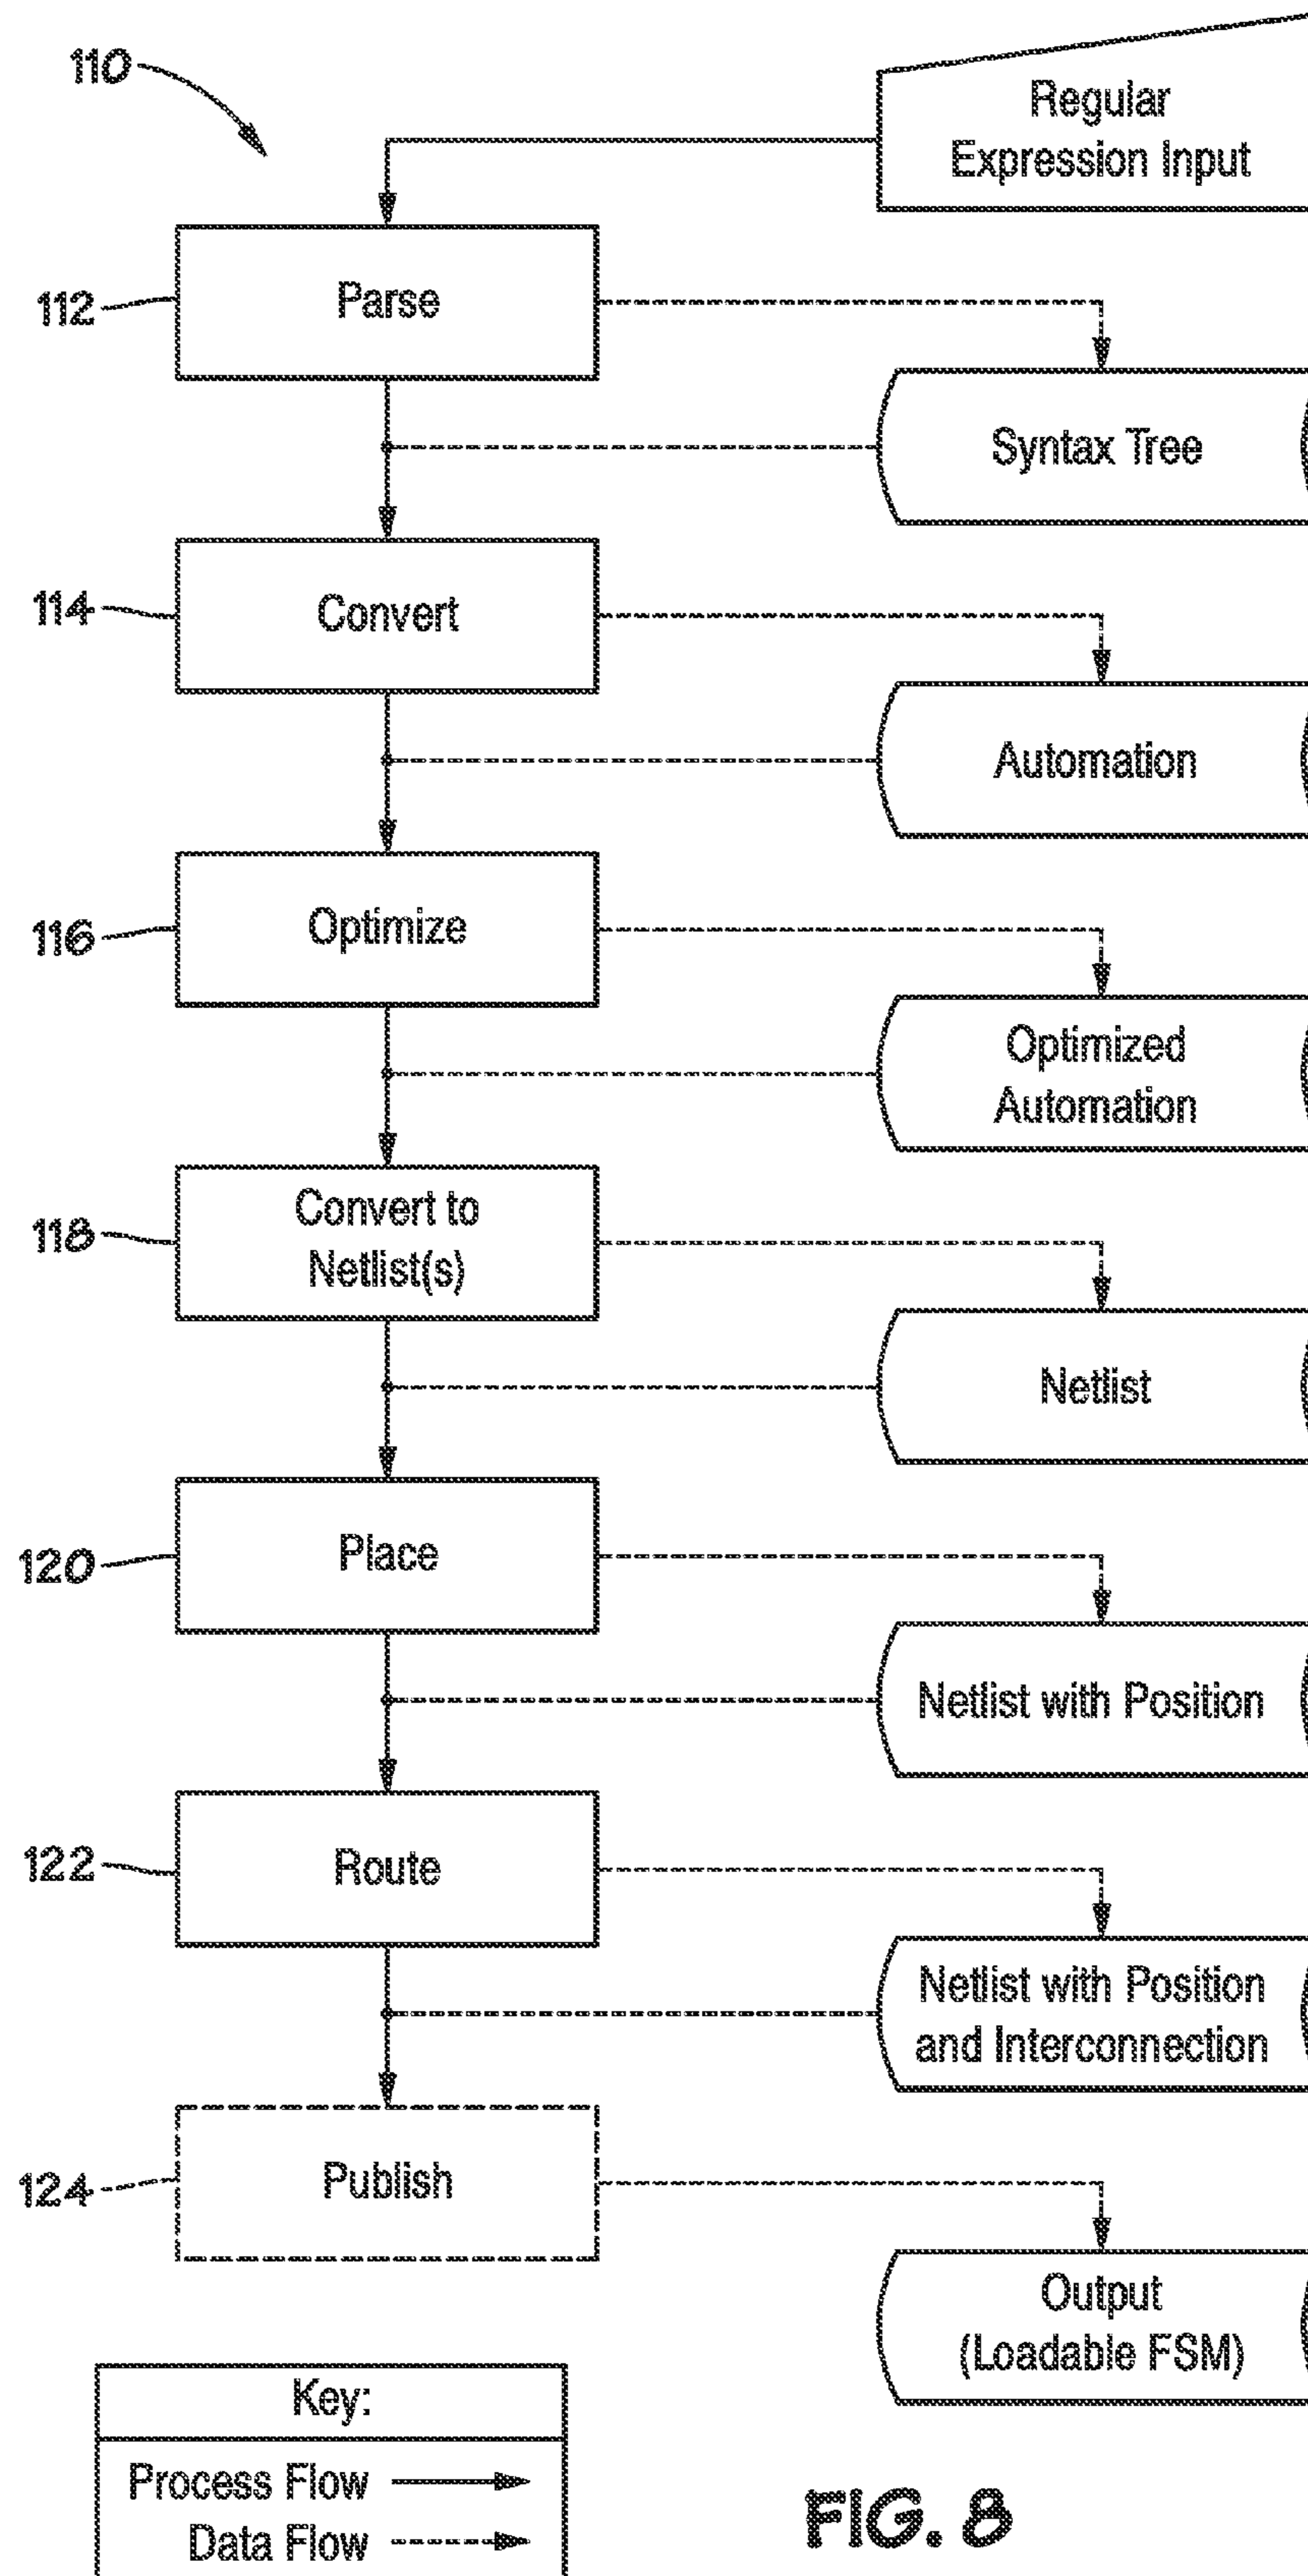 110
Regular
Expression Input
112
Parse
Syntax Tree
114
Convert
Automation
116
Optimize
Optimized
Automation
118
Convert to
Netlist(s)
Netlist
120
Place
Netlist with Position
122
Route
Netlist with Position
and Interconnection
124
Publish
Output
(Loadable FSM)
Key:
Process Flow
Data Flow
FIG. 8